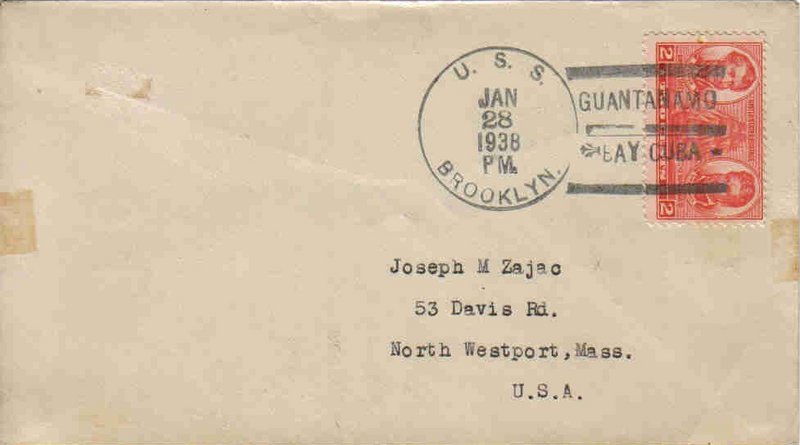 U. S. S.
JAN
28
1938
PM.
BROOKLYN.
GUANTANAMO
BAY CUBA
2 2
Joseph M Zajac
53 Davis Rd.
North Westport, Mass.
U.S.A.